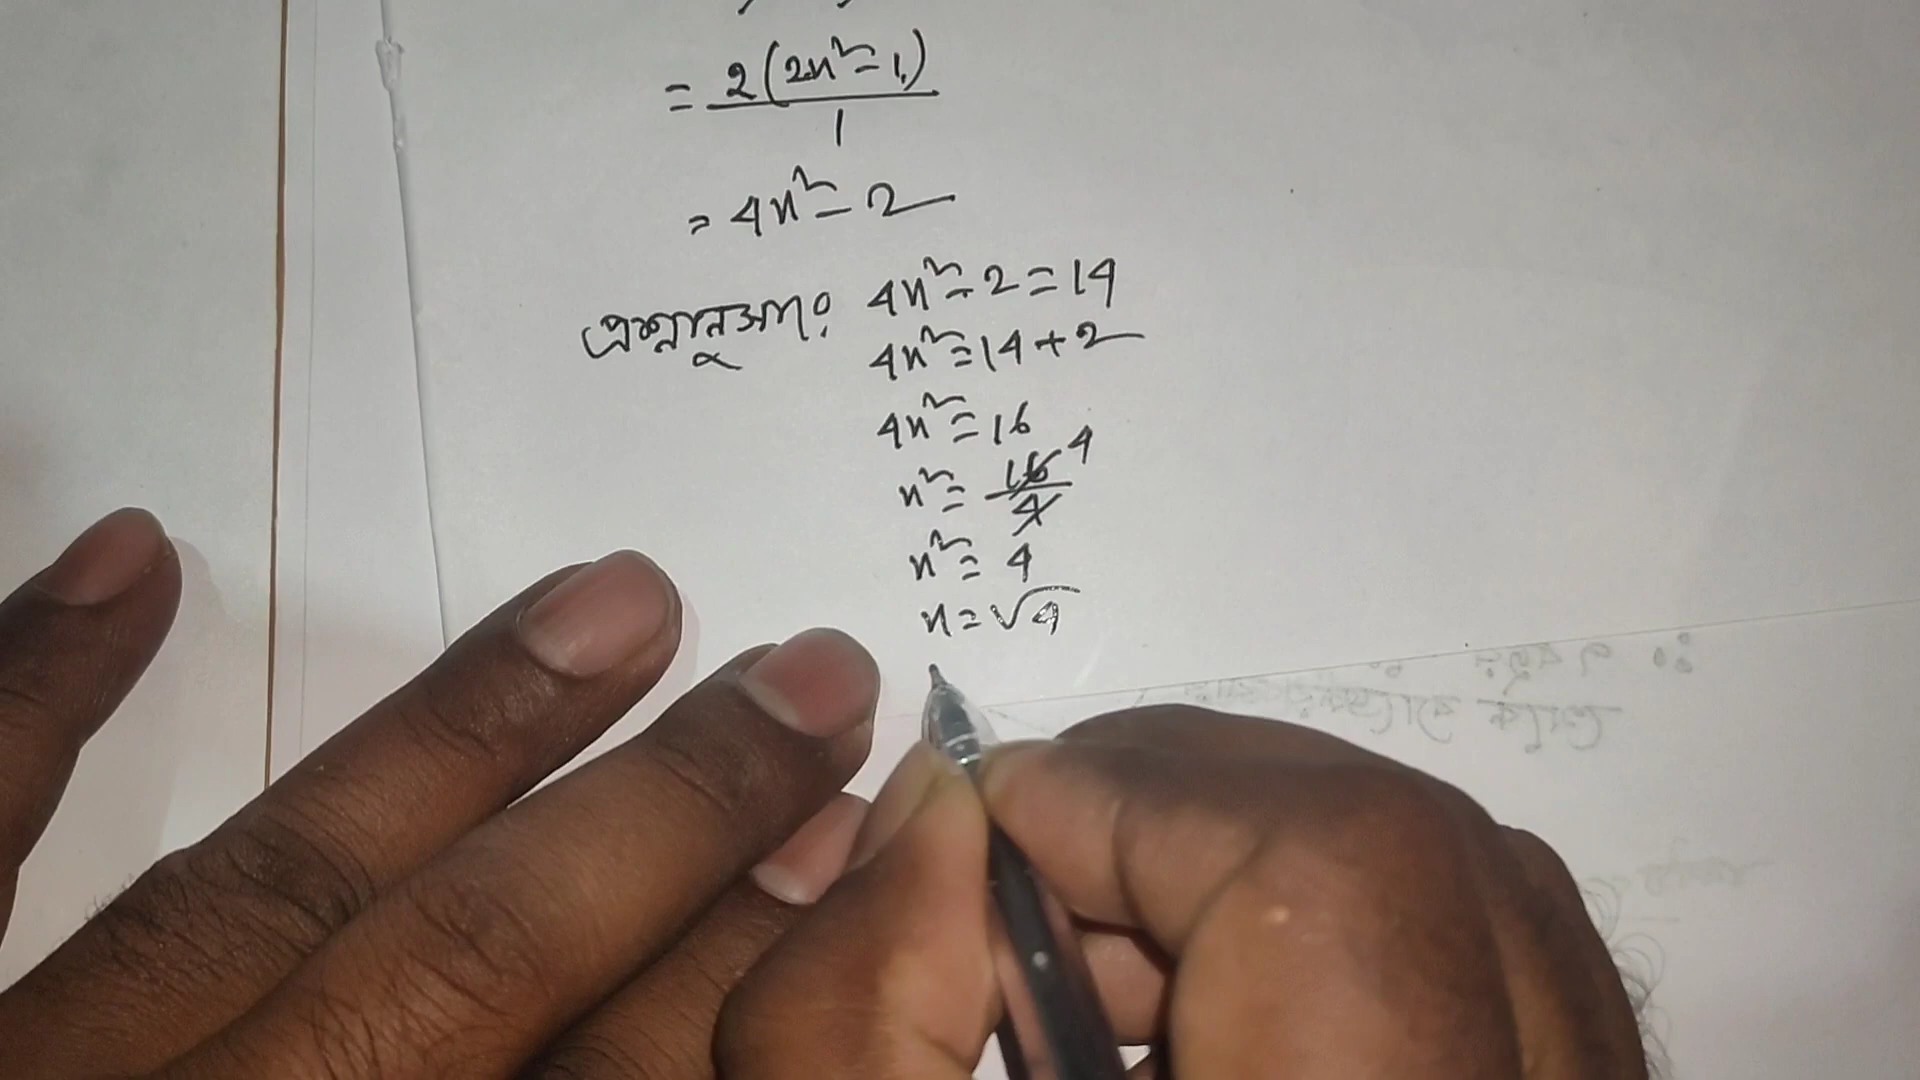 = 2(2x²-1) / 1
= 4x² - 2
প্রশ্নানুসারে 4x² - 2 = 14
4x² = 14 + 2
4x² = 16
x² = 16/4 4
x² = 4
x = √4